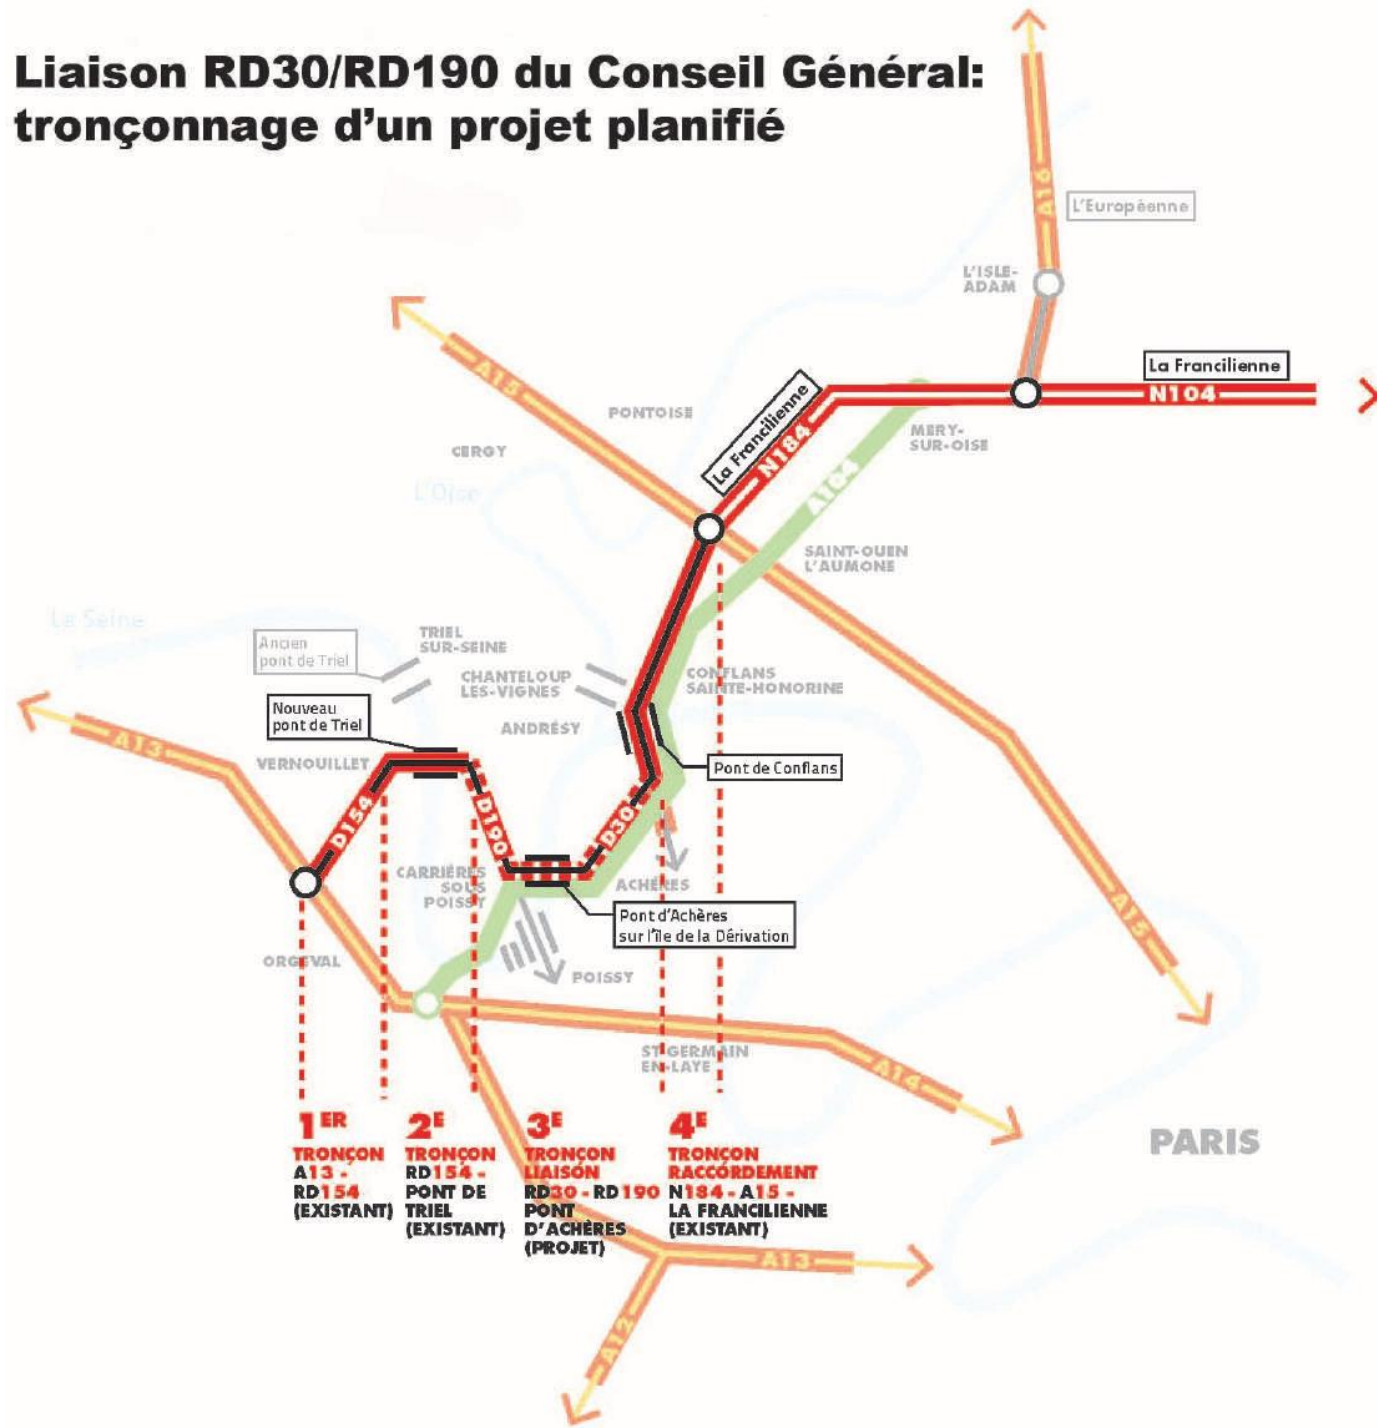 Liaison RD30/RD190 du Conseil Général:
tronçonnage d'un projet planifié
A16
L'Européenne
L'ISLE-
ADAM
La Francilienne
N104
A15
PONTOISE
La Francilienne
N184
MERY-
SUR-OISE
CERGY
L'Oise
A104
SAINT-OUEN
L'AUMONE
La Seine
Ancien
pont de Triel
TRIEL
SUR-SEINE
CHANTELOUP
LES-VIGNES
CONFLANS
SAINTE-HONORINE
Nouveau
pont de Triel
ANDRÉSY
A13
VERNOUILLET
Pont de Conflans
D154
D190
D30
CARRIÈRES
SOUS
POISSY
ACHÈRES
Pont d'Achères
sur l'île de la Dérivation
A15
ORGEVAL
POISSY
ST GERMAIN
EN-LAYE
A14
PARIS
1ER
TRONÇON
A13 -
RD154
(EXISTANT)
2E
TRONÇON
RD154 -
PONT DE
TRIEL
(EXISTANT)
3E
TRONÇON
LIAISON
RD30 - RD190
PONT
D'ACHÈRES
(PROJET)
4E
TRONÇON
RACCORDEMENT
N184 - A15 -
LA FRANCILIENNE
(EXISTANT)
A13
A12